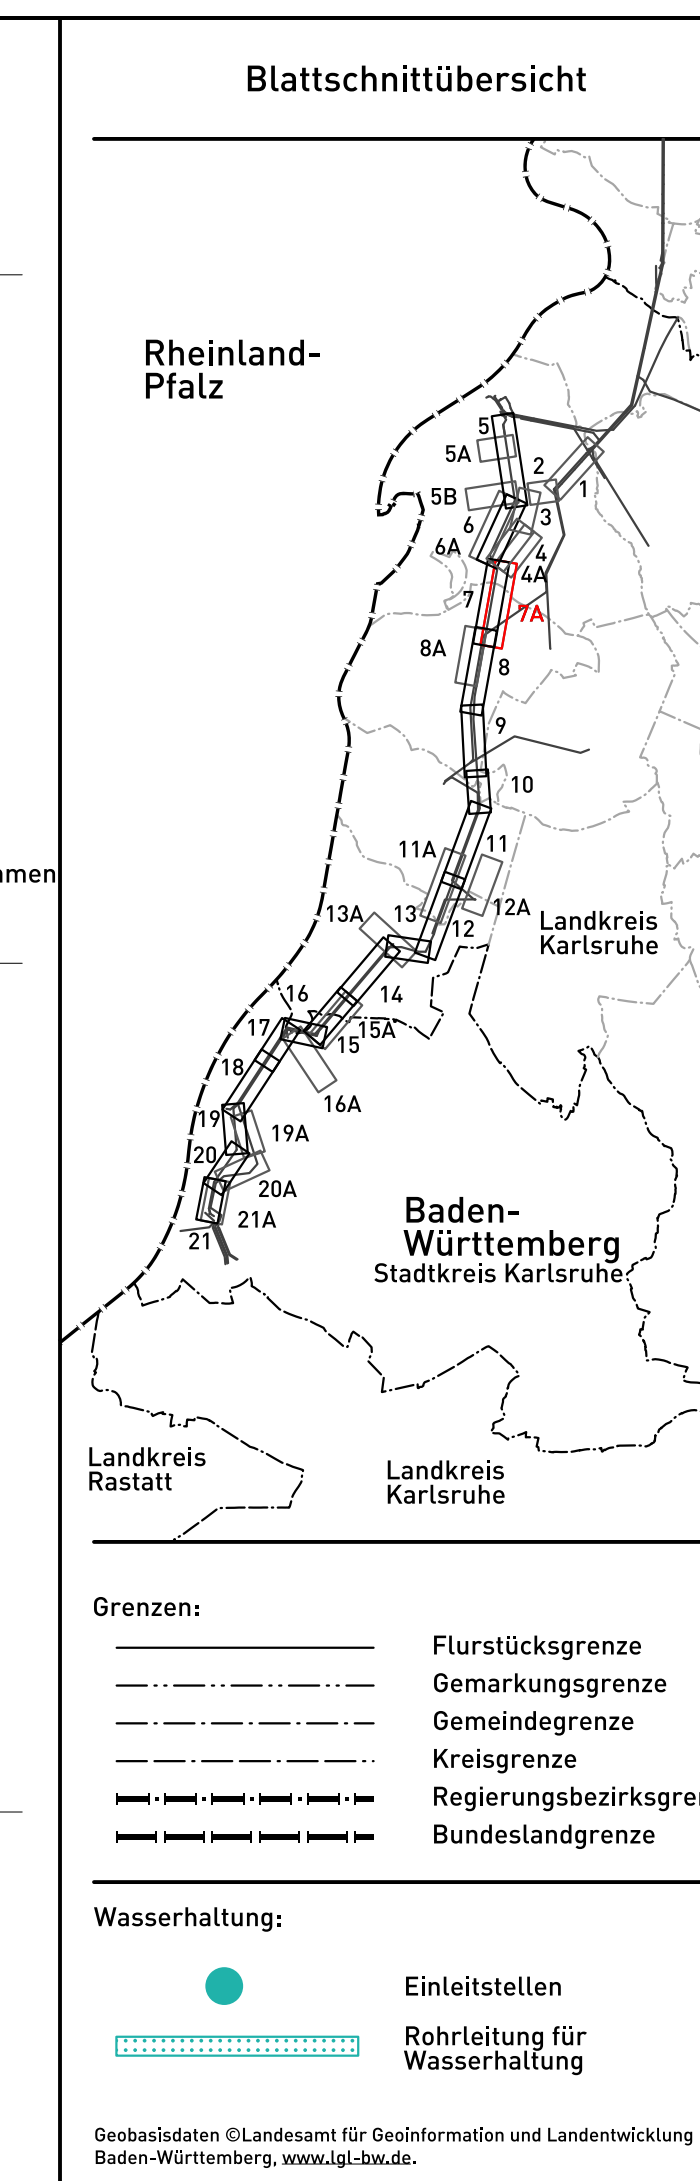 Blattschnittübersicht
Rheinland-
Pfalz
5
5A
2
1
5B
3
6
4
6A
4A
7
7A
8A
8
9
10
11A
11
12A
13A
13
12
Landkreis
Karlsruhe
16
14
17
15A
15
18
16A
19
19A
20
20A
21A
21
Baden-
Württemberg
Stadtkreis Karlsruhe
Landkreis
Rastatt
Landkreis
Karlsruhe
Grenzen:
Flurstücksgrenze
Gemarkungsgrenze
Gemeindegrenze
Kreisgrenze
Regierungsbezirksgre
Bundeslandgrenze
Wasserhaltung:
Einleitstellen
Rohrleitung für
Wasserhaltung
Geobasisdaten ©Landesamt für Geoinformation und Landentwicklung
Baden-Württemberg, www.lgl-bw.de.